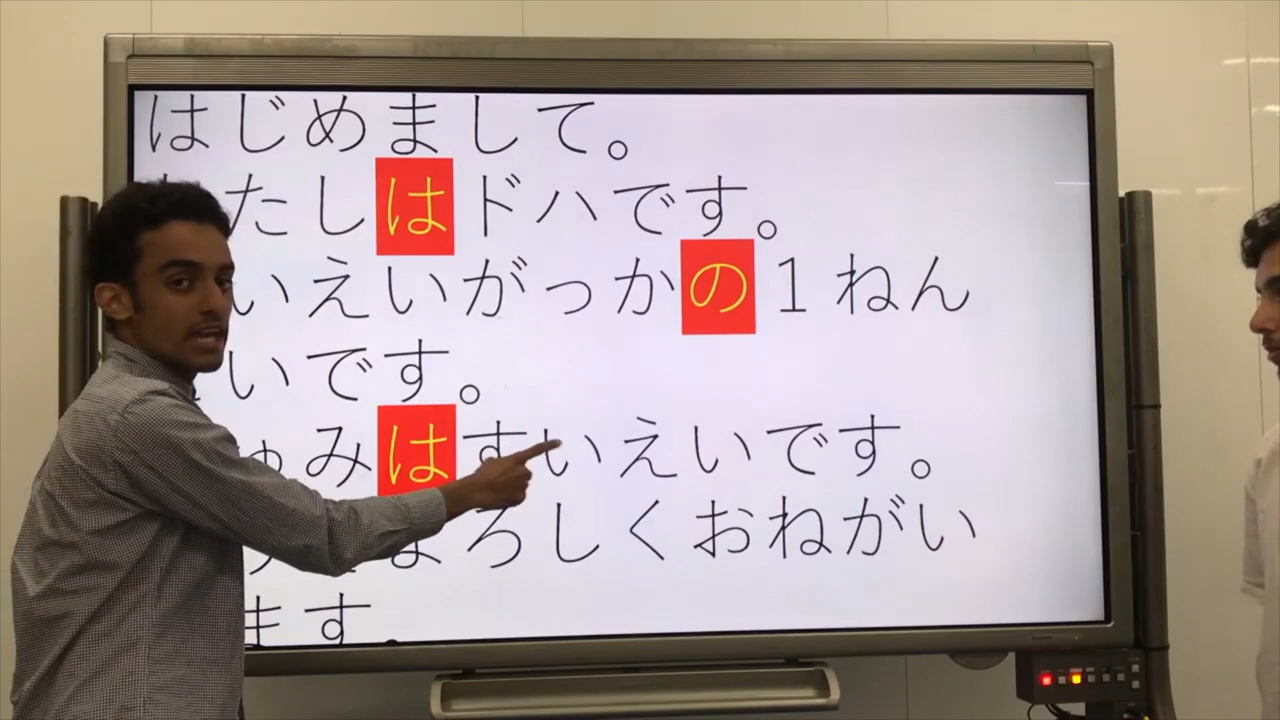 はじめまして。
たしはドハです。
いえいがっかの１ねん
いです。
ゅみはすいえいです。
よろしくおねがい
ます。